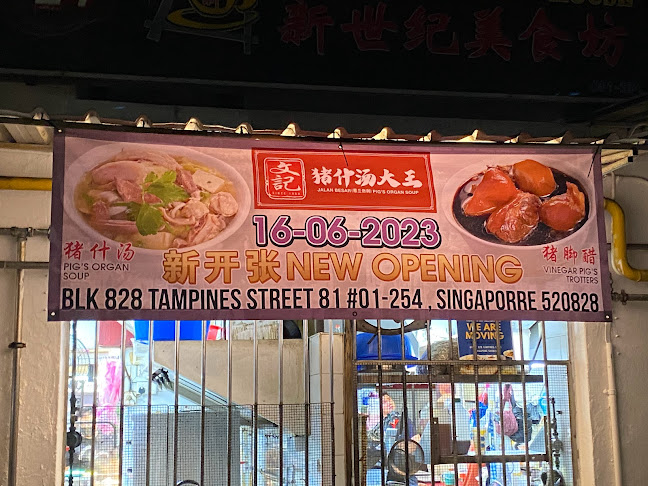 新世纪美食坊
文記
猪什汤大王
JALAN BESAR(惹兰勿刹) PIG'S ORGAN SOUP
16-06-2023
猪什汤
PIG'S ORGAN
SOUP
猪脚醋
VINEGAR PIG'S
TROTTERS
新开张 NEW OPENING
BLK 828 TAMPINES STREET 81 #01-254 , SINGAPORRE 520828
WE ARE
MOVING